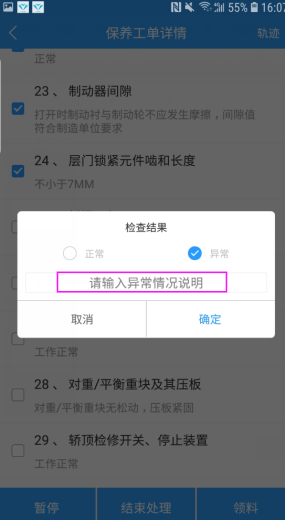 55% 16:07
保养工单详情 轨迹
正常
23 、 制动器间隙
打开时制动衬与制动轮不应发生摩擦，间隙值
符合制造单位要求
24 、 层门锁紧元件啮和长度
不小于7MM
检查结果
正常 异常
请输入异常情况说明
取消 确定
工作正常
28 、 对重/平衡重块及其压板
对重/平衡重块无松动，压板紧固
29 、 轿顶检修开关、停止装置
工作正常
暂停 结束处理 领料